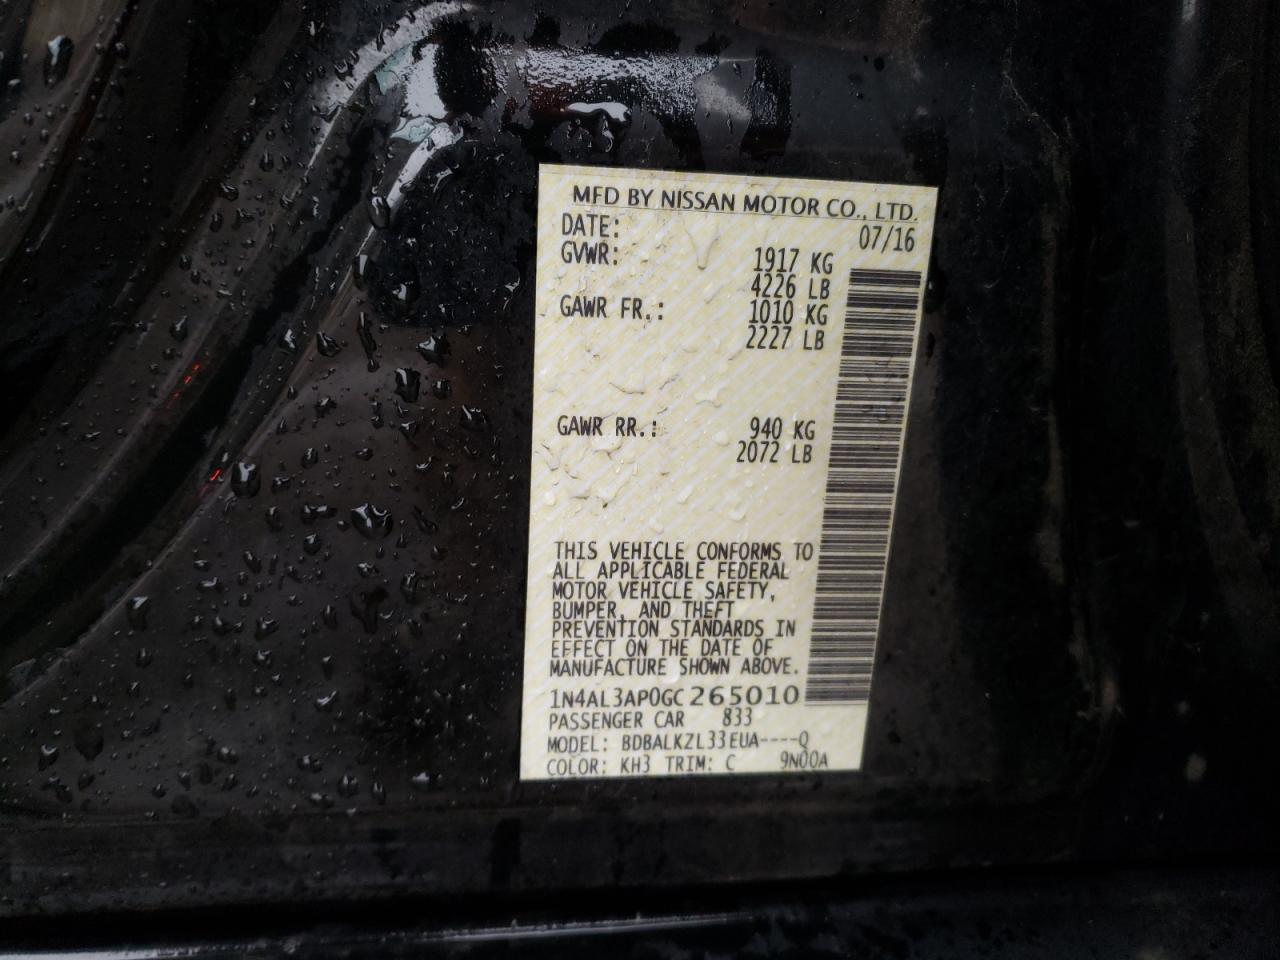 MFD BY NISSAN MOTOR CO., LTD.
DATE: 07/16
GVWR: 1917 KG
4226 LB
GAWR FR.: 1010 KG
2227 LB
GAWR RR.: 940 KG
2072 LB
THIS VEHICLE CONFORMS TO
ALL APPLICABLE FEDERAL
MOTOR VEHICLE SAFETY,
BUMPER, AND THEFT
PREVENTION STANDARDS IN
EFFECT ON THE DATE OF
MANUFACTURE SHOWN ABOVE.
1N4AL3AP0GC265010
PASSENGER CAR 833
MODEL: BDBALKZL33EUA----Q
COLOR: KH3 TRIM: C 9N00A